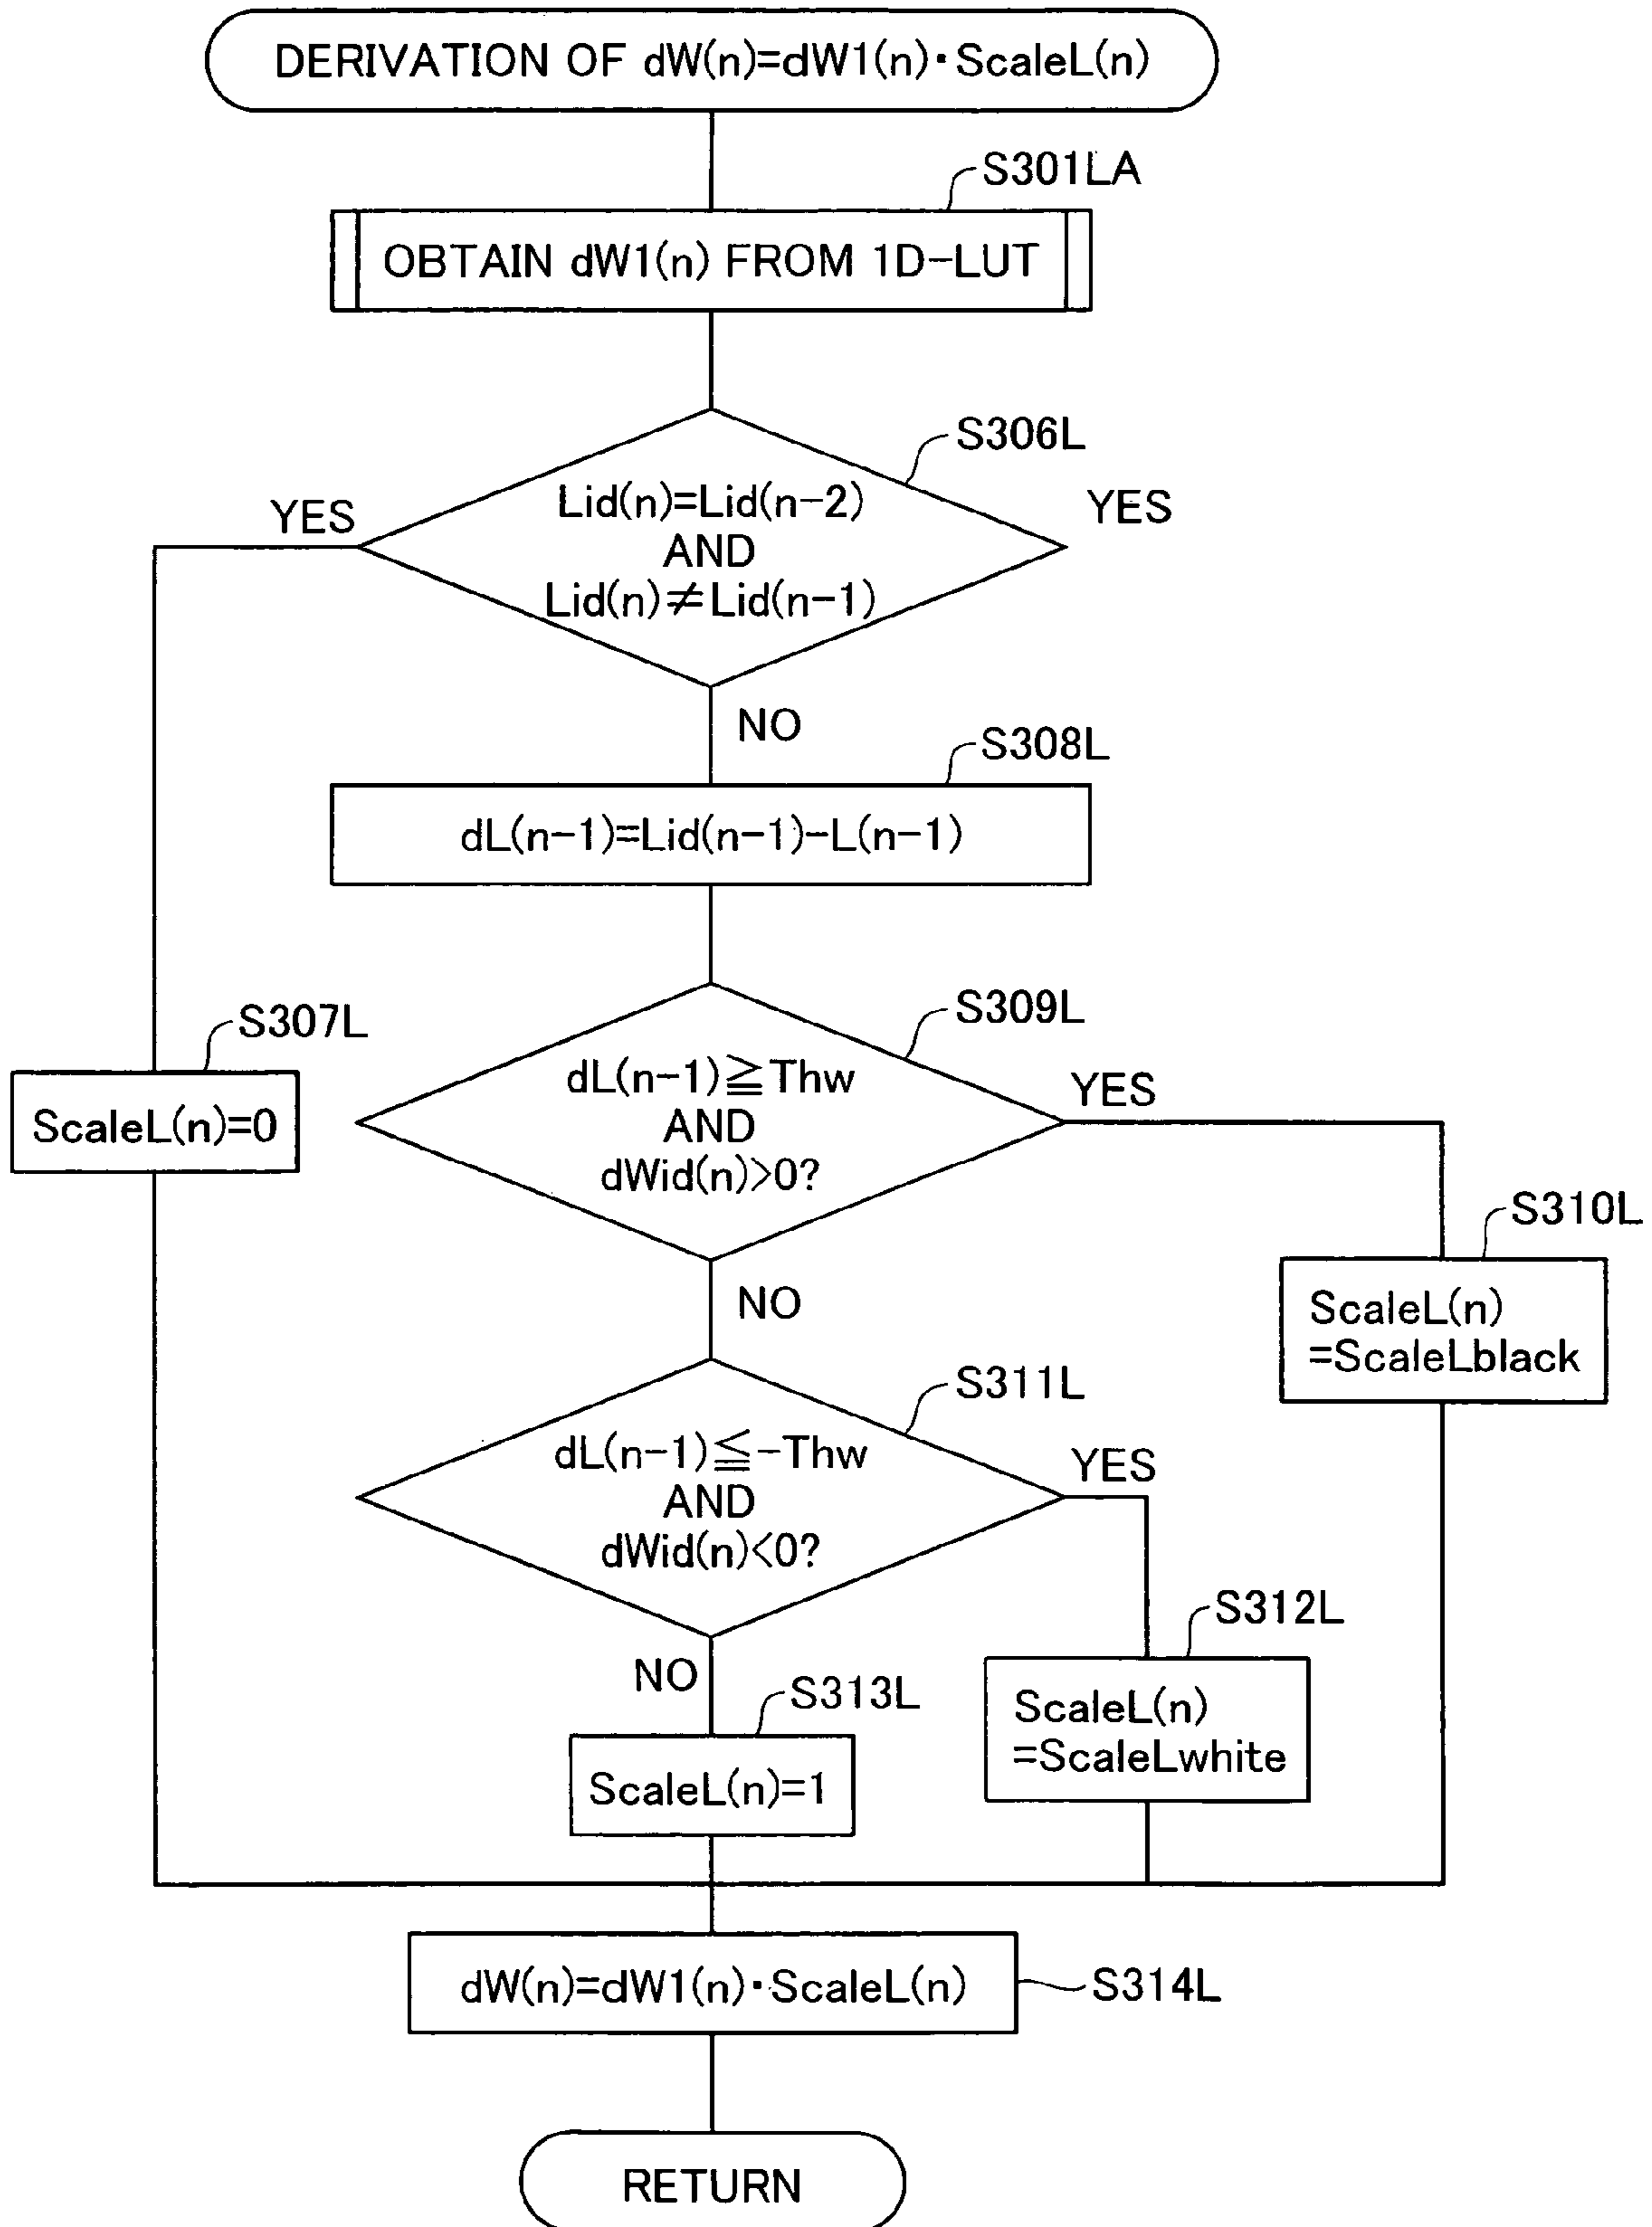 DERIVATION OF dW(n)=dW1(n)・ScaleL(n)
S301LA
OBTAIN dW1(n) FROM 1D-LUT
S306L
YES
Lid(n)=Lid(n-2)
AND
Lid(n)≠Lid(n-1)
YES
NO
S308L
dL(n-1)=Lid(n-1)-L(n-1)
S307L
ScaleL(n)=0
S309L
dL(n-1)≧Thw
AND
dWid(n)>0?
YES
S310L
ScaleL(n)
=ScaleLblack
NO
S311L
dL(n-1)≦-Thw
AND
dWid(n)<0?
YES
S312L
ScaleL(n)
=ScaleLwhite
NO
S313L
ScaleL(n)=1
dW(n)=dW1(n)・ScaleL(n)
S314L
RETURN